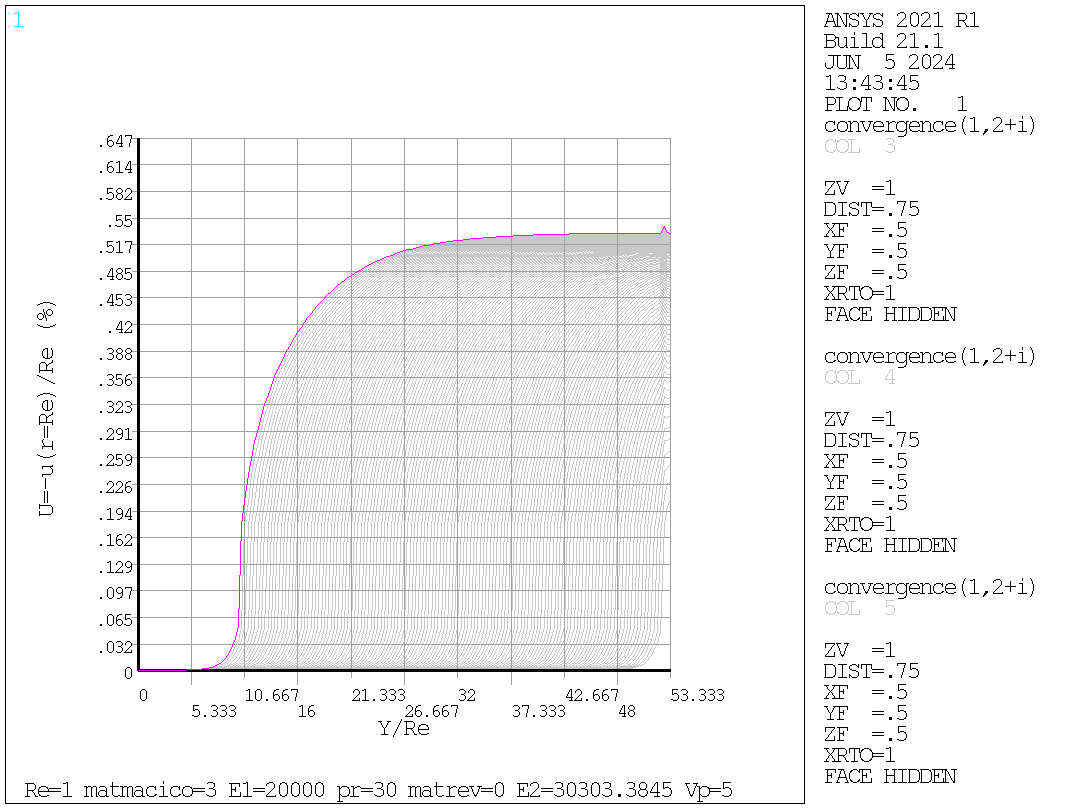 1
ANSYS 2021 R1
Build 21.1
JUN  5 2024
13:43:45
PLOT NO.   1
convergence(1,2+i)
COL  3
ZV  =1
DIST=.75
XF  =.5
YF  =.5
ZF  =.5
XRTO=1
FACE HIDDEN
convergence(1,2+i)
COL  4
ZV  =1
DIST=.75
XF  =.5
YF  =.5
ZF  =.5
XRTO=1
FACE HIDDEN
convergence(1,2+i)
COL  5
ZV  =1
DIST=.75
XF  =.5
YF  =.5
ZF  =.5
XRTO=1
FACE HIDDEN
U=-u(r=Re)/Re (%)
.647
.614
.582
.55
.517
.485
.453
.42
.388
.356
.323
.291
.259
.226
.194
.162
.129
.097
.065
.032
0
0 10.667 21.333 32 42.667 53.333
5.333 16 26.667 37.333 48
Y/Re
Re=1 matmacico=3 E1=20000 pr=30 matrev=0 E2=30303.3845 Vp=5